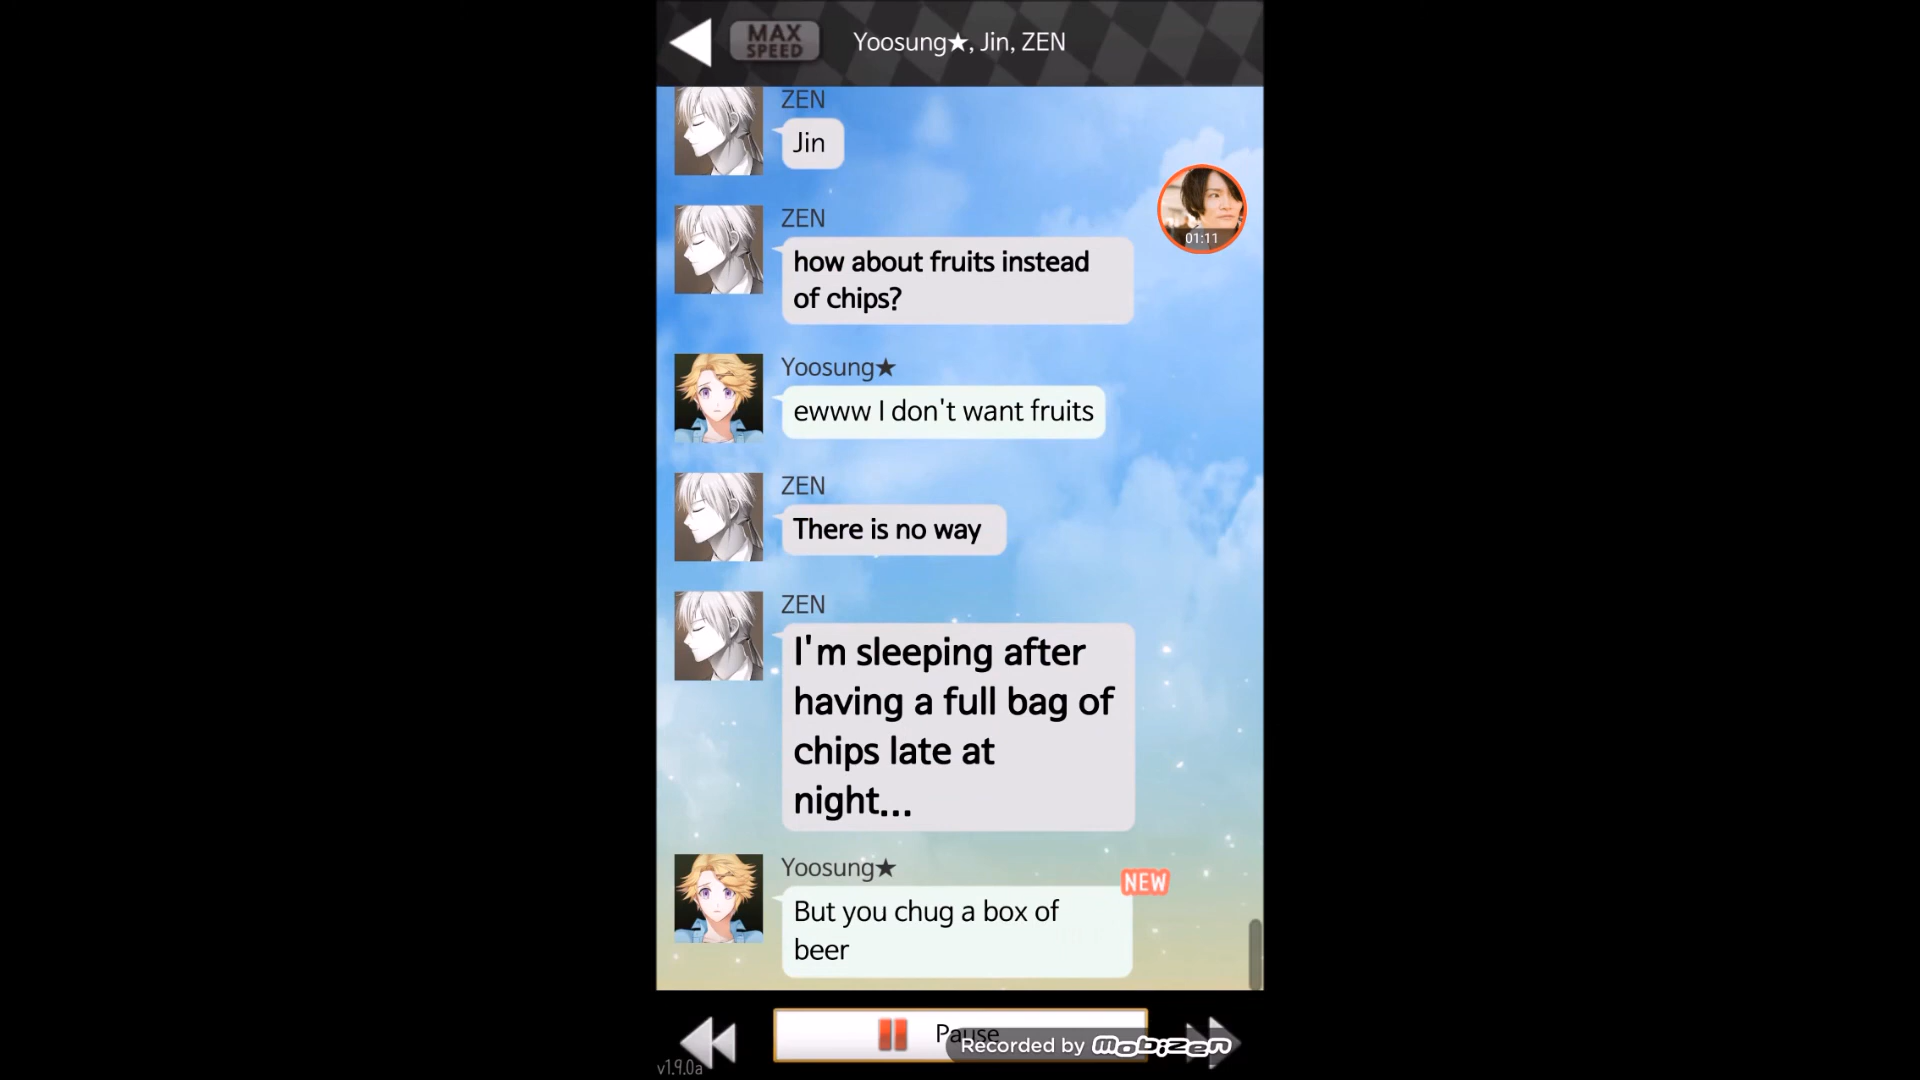 MAX
SPEED
Yoosung★, Jin, ZEN
ZEN
Jin
01:11
ZEN
how about fruits instead
of chips?
Yoosung★
ewww I don't want fruits
ZEN
There is no way
ZEN
I'm sleeping after
having a full bag of
chips late at
night...
Yoosung★
NEW
But you chug a box of
beer
Pause
Recorded by mobizen
v1.9.0a